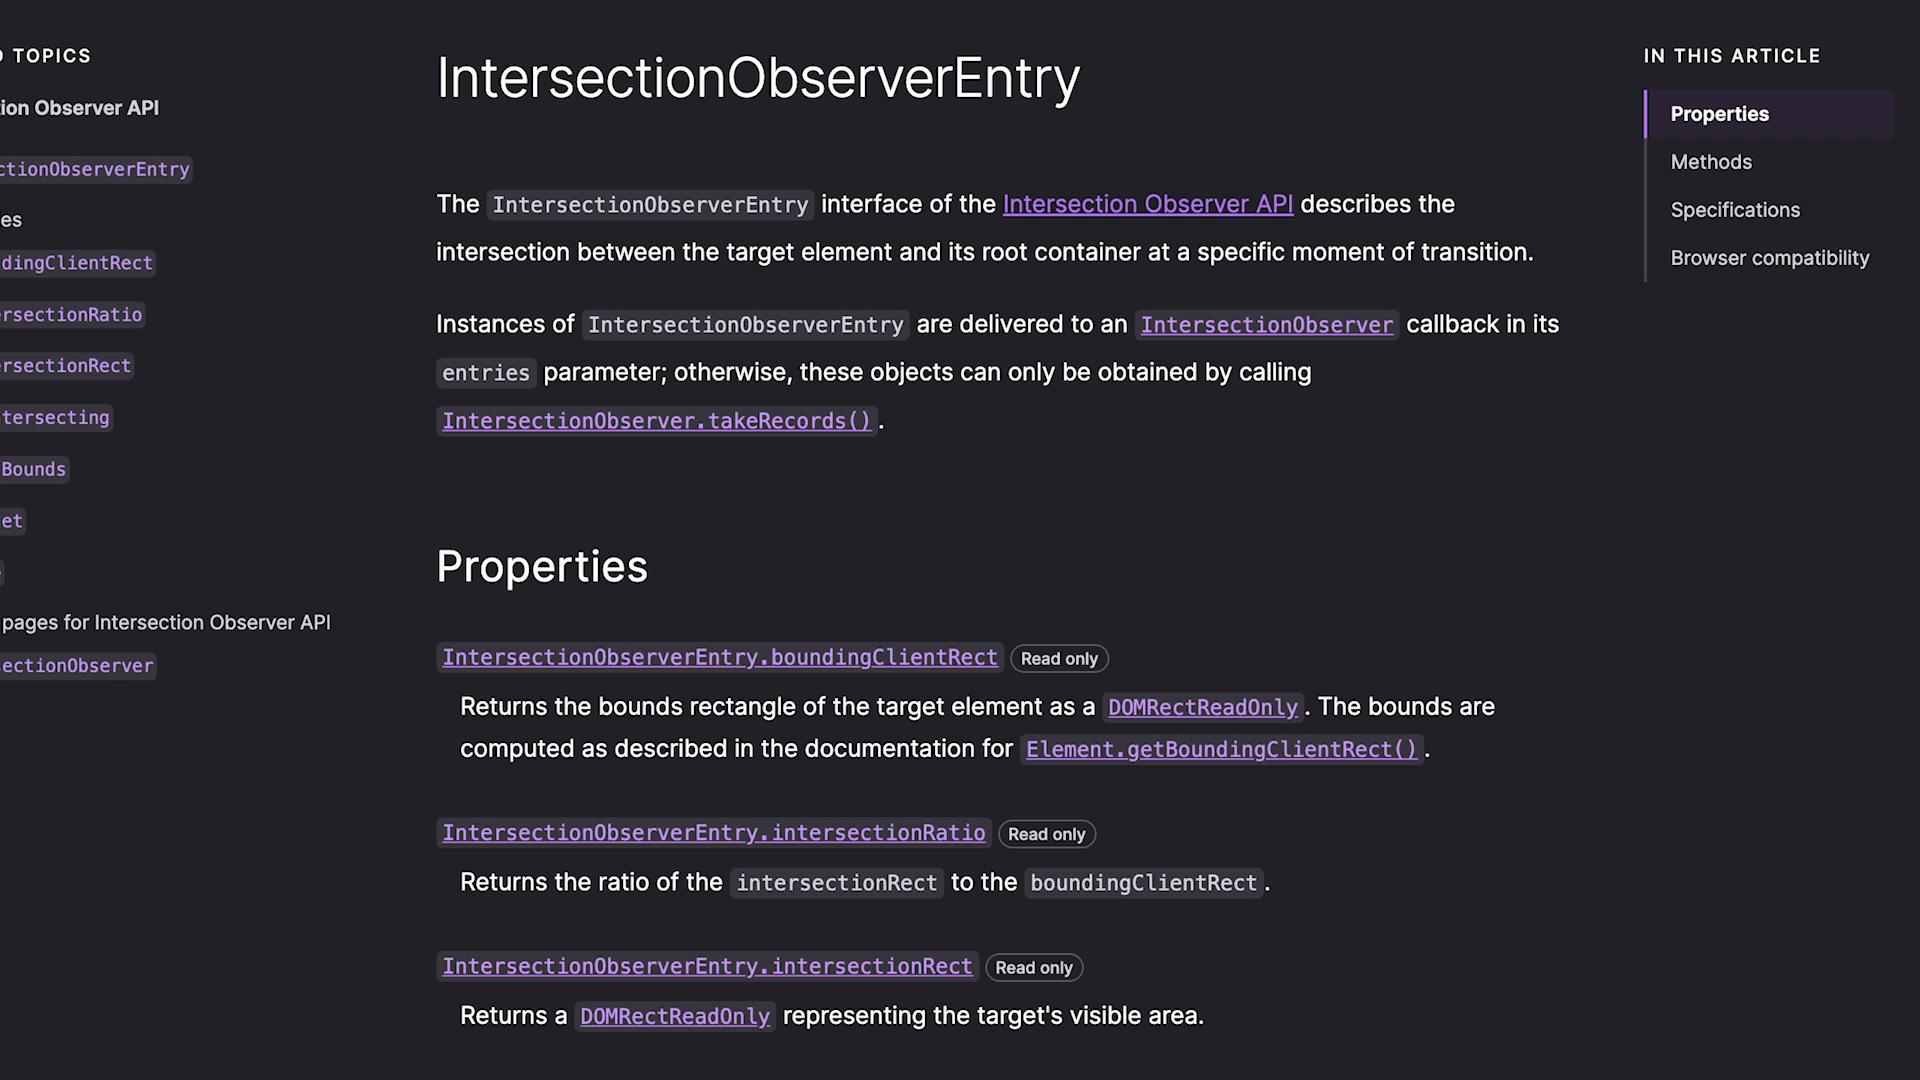 TOPICS
ion Observer API
ctionObserverEntry
es
dingClientRect
ersectionRatio
ersectionRect
tersecting
Bounds
et
pages for Intersection Observer API
ectionObserver
IntersectionObserverEntry
The IntersectionObserverEntry interface of the Intersection Observer API describes the
intersection between the target element and its root container at a specific moment of transition.
Instances of IntersectionObserverEntry are delivered to an IntersectionObserver callback in its
entries parameter; otherwise, these objects can only be obtained by calling
IntersectionObserver.takeRecords().
Properties
IntersectionObserverEntry.boundingClientRect Read only
Returns the bounds rectangle of the target element as a DOMRectReadOnly. The bounds are
computed as described in the documentation for Element.getBoundingClientRect().
IntersectionObserverEntry.intersectionRatio Read only
Returns the ratio of the intersectionRect to the boundingClientRect.
IntersectionObserverEntry.intersectionRect Read only
Returns a DOMRectReadOnly representing the target's visible area.
IN THIS ARTICLE
Properties
Methods
Specifications
Browser compatibility